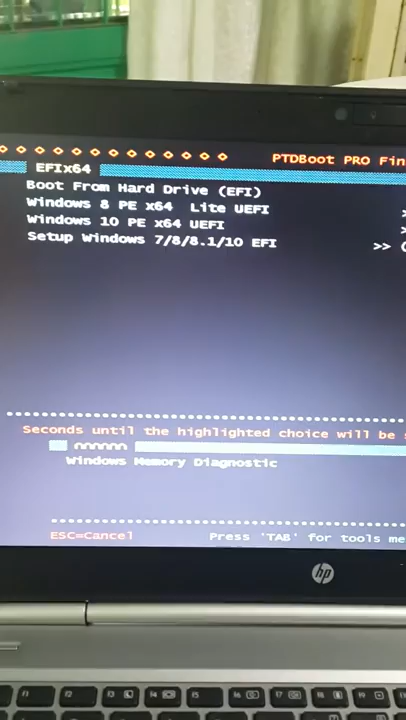 PTDBoot PRO Fin
EFIx64
Boot From Hard Drive (EFI)
Windows 8 PE x64 Lite UEFI
Windows 10 PE x64 UEFI
Setup Windows 7/8/8.1/10 EFI >>
Seconds until the highlighted choice will be
Windows Memory Diagnostic
ESC=Cancel Press 'TAB' for tools me
hp